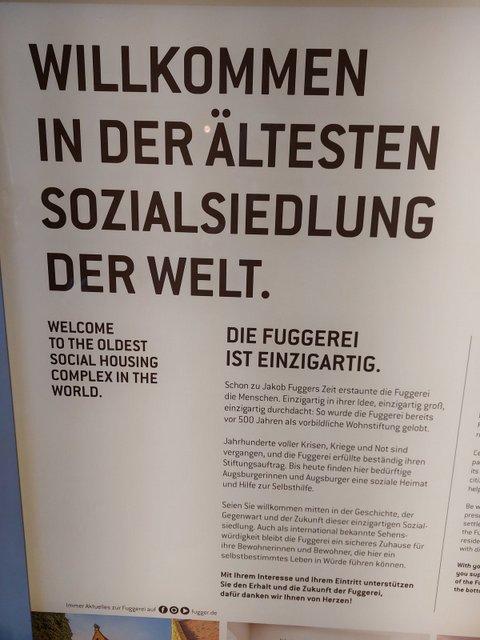 WILLKOMMEN
IN DER ÄLTESTEN
SOZIALSIEDLUNG
DER WELT.
WELCOME
TO THE OLDEST
SOCIAL HOUSING
COMPLEX IN THE
WORLD.
DIE FUGGEREI
IST EINZIGARTIG.
Schon zu Jakob Fuggers Zeit erstaunte die Fuggerei
die Menschen. Einzigartig in ihrer Idee, einzigartig groß,
einzigartig durchdacht: So wurde die Fuggerei bereits
vor 500 Jahren als vorbildliche Wohnstiftung gelobt.
Jahrhunderte voller Krisen, Kriege und Not sind
vergangen, und die Fuggerei erfüllte beständig ihren
Stiftungsauftrag. Bis heute finden hier bedürftige
Augsburgerinnen und Augsburger eine soziale Heimat
und Hilfe zur Selbsthilfe.
Seien Sie willkommen mitten in der Geschichte, der
Gegenwart und der Zukunft dieser einzigartigen Sozial-
siedlung. Auch als international bekannte Sehens-
würdigkeit bleibt die Fuggerei ein sicheres Zuhause für
ihre Bewohnerinnen und Bewohner, die hier ein
selbstbestimmtes Leben in Würde führen können.
Mit Ihrem Interesse und Ihrem Eintritt unterstützen
Sie den Erhalt und die Zukunft der Fuggerei,
dafür danken wir Ihnen von Herzen!
Immer Aktuelles zur Fuggerei auf fugger.de